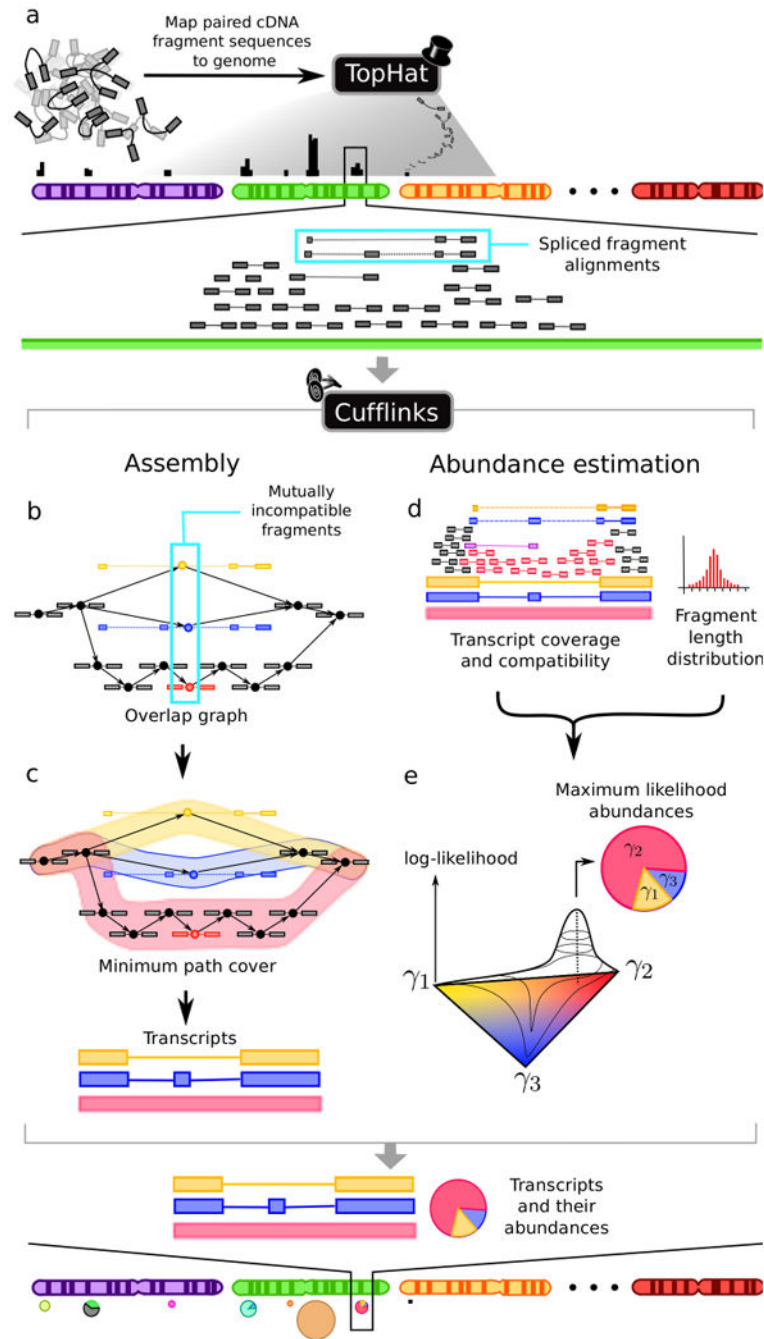 a
Map paired cDNA
fragment sequences
to genome
TopHat
Spliced fragment
alignments
Cufflinks
Assembly
Abundance estimation
b
Mutually
incompatible
fragments
Overlap graph
d
Transcript coverage
and compatibility
Fragment
length
distribution
c
Minimum path cover
Transcripts
e
Maximum likelihood
abundances
log-likelihood
γ2
γ3
γ1
γ1
γ2
γ3
Transcripts
and their
abundances